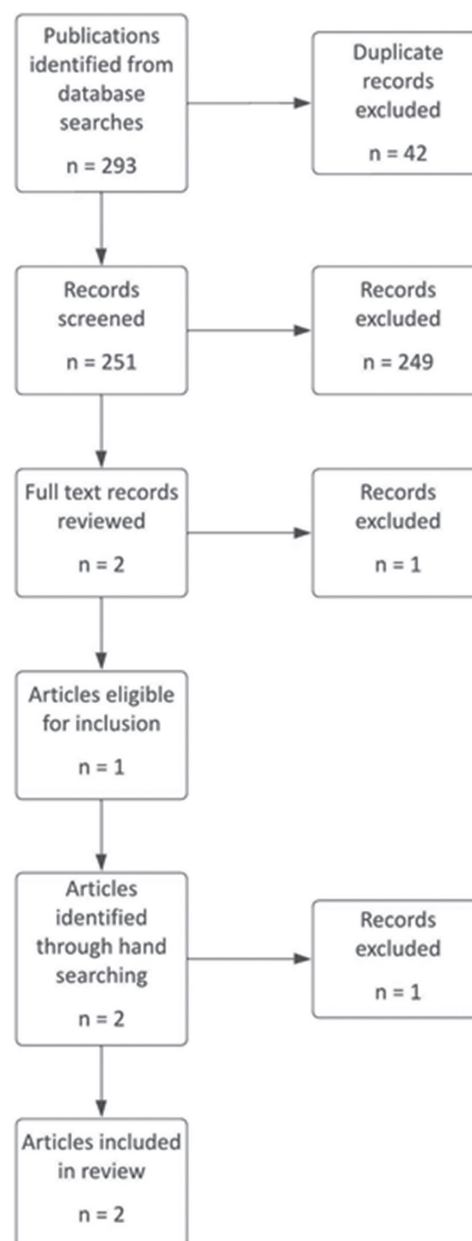 Publications
identified from
database
searches
n = 293
Duplicate
records
excluded
n = 42
Records
screened
n = 251
Records
excluded
n = 249
Full text records
reviewed
n = 2
Records
excluded
n = 1
Articles eligible
for inclusion
n = 1
Articles
identified
through hand
searching
n = 2
Records
excluded
n = 1
Articles included
in review
n = 2